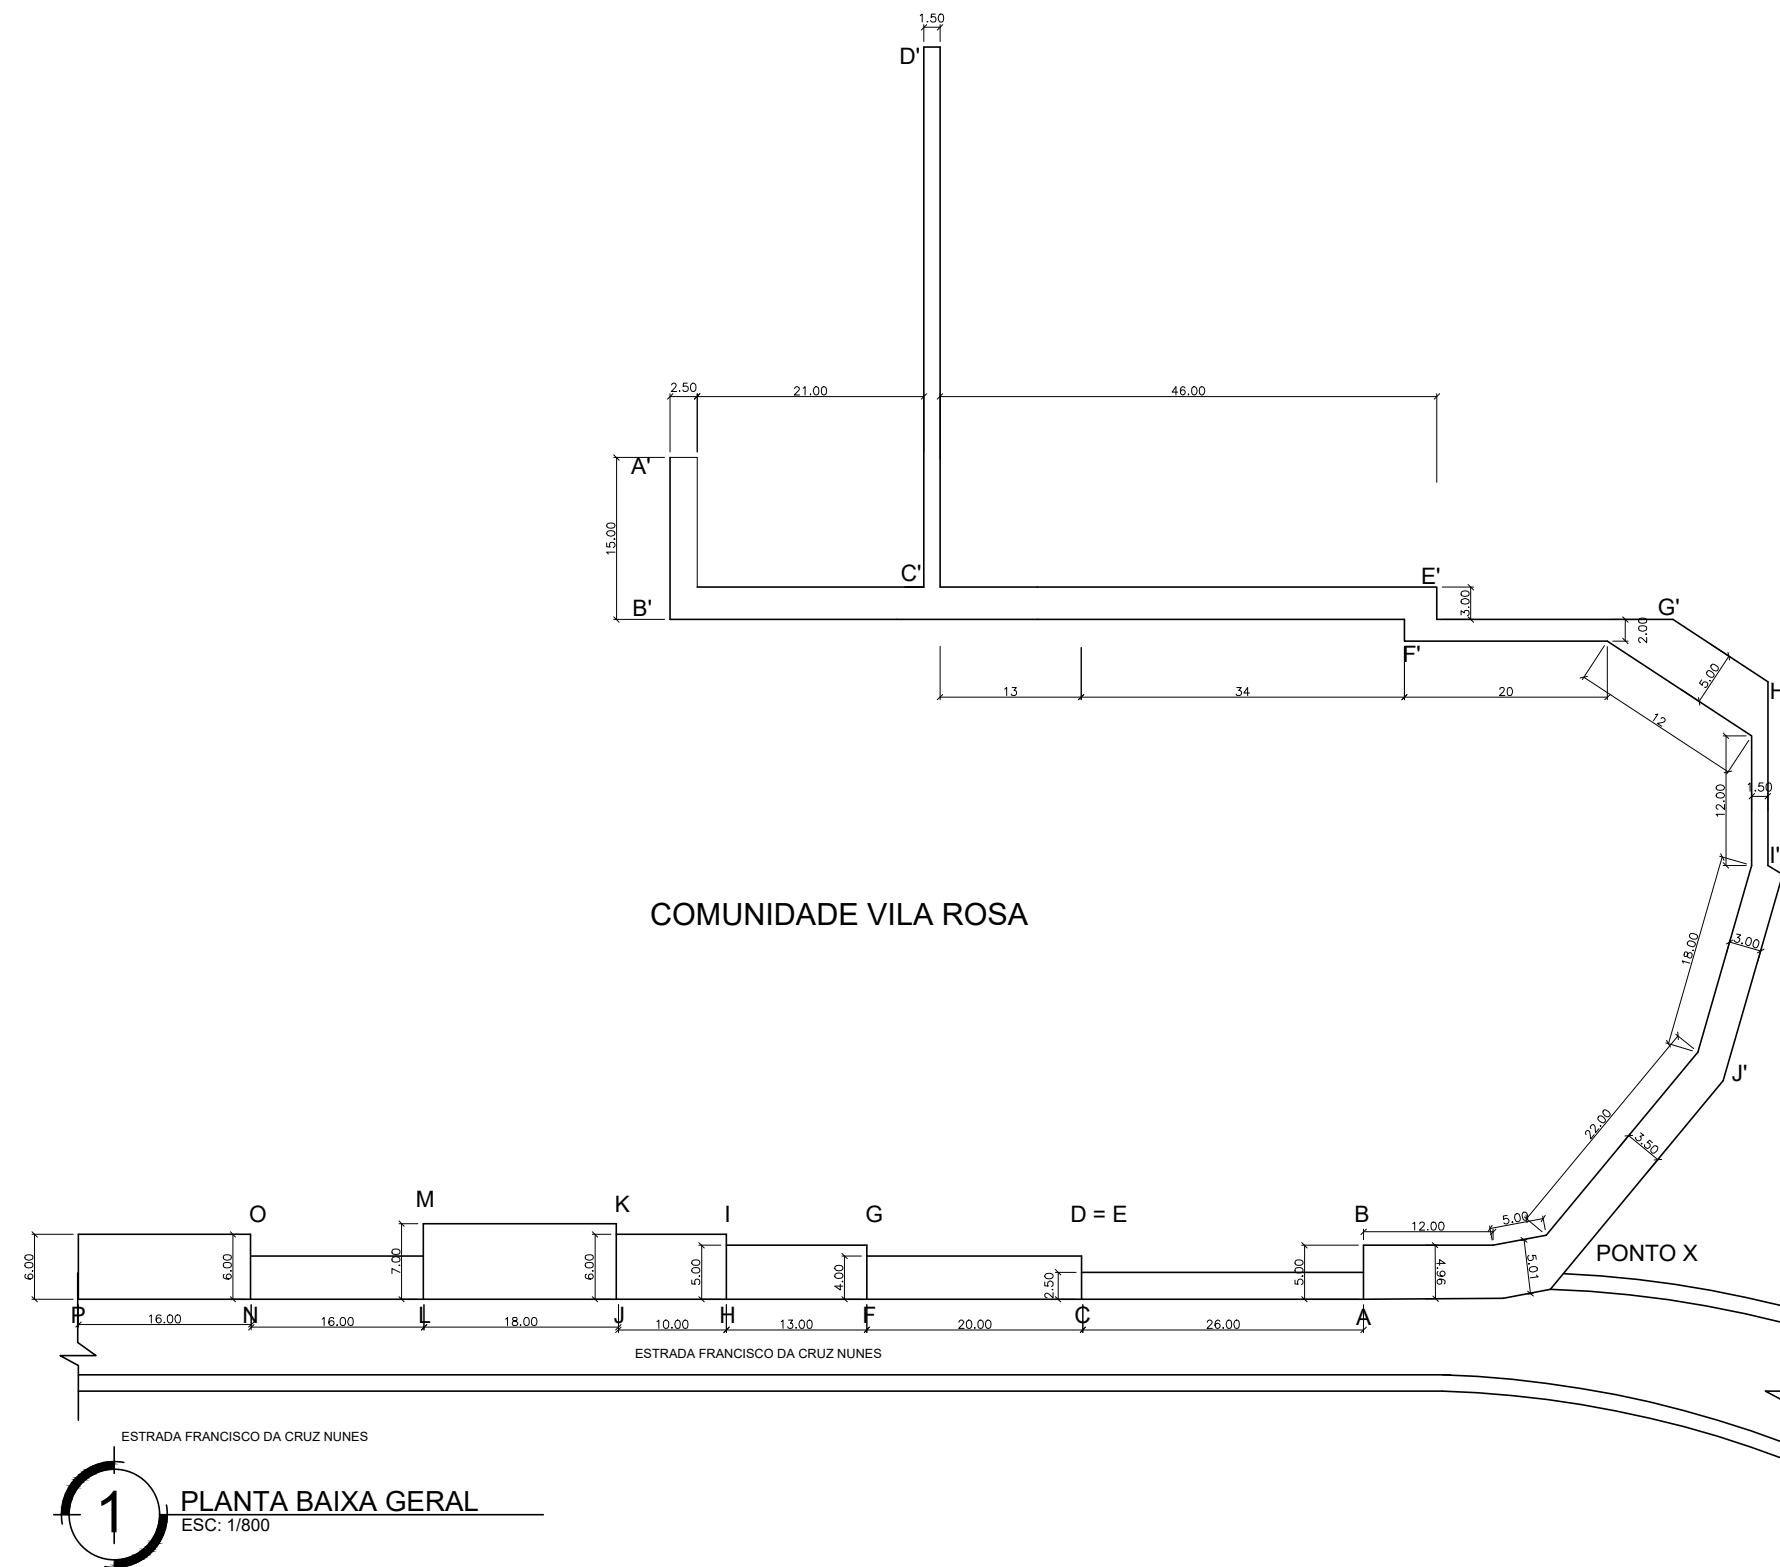 1.50
D'
2.50
21.00
46.00
A'
15.00
C'
E'
B'
3.00
G'
2.00
F'
5.00
H
13
34
20
12
12.00
1.50
I'
COMUNIDADE VILA ROSA
18.00
3.00
J'
22.00
3.50
O
M
K
I
G
D = E
B
12.00
5.00
PONTO X
6.00
6.00
7.00
6.00
5.00
4.00
2.50
5.00
4.96
5.01
P
N
L
J
H
F
C
A
16.00
16.00
18.00
10.00
13.00
20.00
26.00
ESTRADA FRANCISCO DA CRUZ NUNES
ESTRADA FRANCISCO DA CRUZ NUNES
1
PLANTA BAIXA GERAL
ESC: 1/800